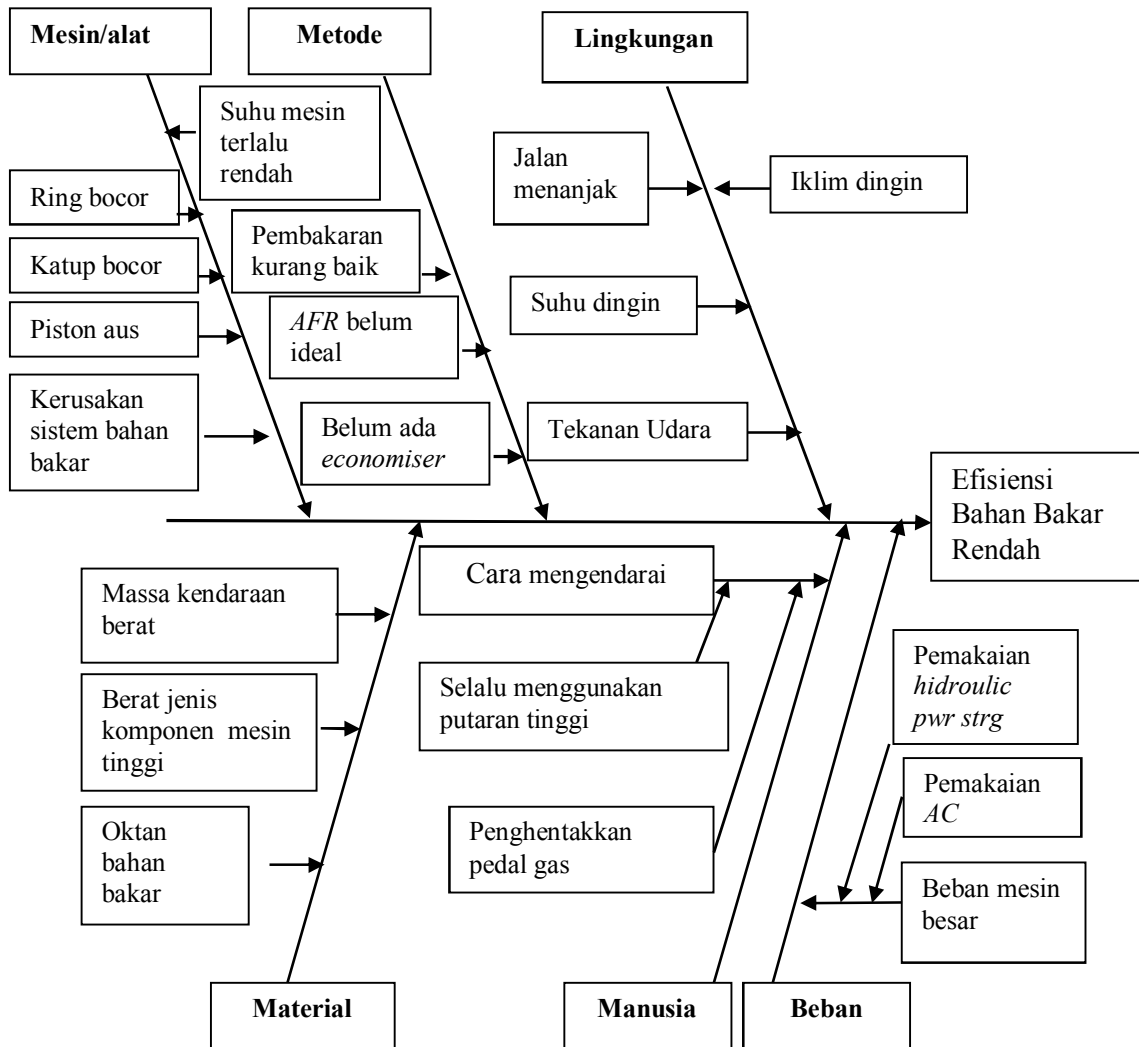 Mesin/alat
Metode
Lingkungan
Suhu mesin
terlalu
rendah
Jalan
menanjak
Iklim dingin
Ring bocor
Pembakaran
kurang baik
Katup bocor
Suhu dingin
Piston aus
AFR belum
ideal
Kerusakan
sistem bahan
bakar
Belum ada
economiser
Tekanan Udara
Efisiensi
Bahan Bakar
Rendah
Cara mengendarai
Massa kendaraan
berat
Selalu menggunakan
putaran tinggi
Pemakaian
hidroulic
pwr strg
Berat jenis
komponen mesin
tinggi
Pemakaian
AC
Oktan
bahan
bakar
Penghentakkan
pedal gas
Beban mesin
besar
Material
Manusia
Beban